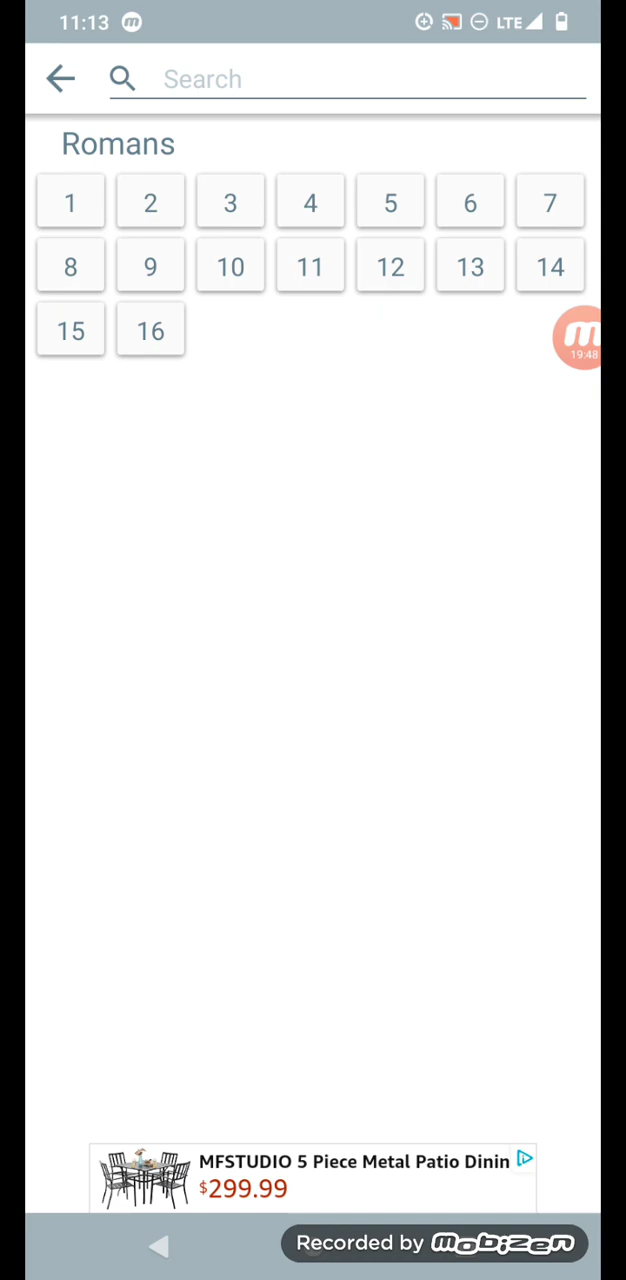 11:13 m LTE
Search
Romans
1 2 3 4 5 6 7
8 9 10 11 12 13 14
15 16
m
19:48
MFSTUDIO 5 Piece Metal Patio Dinin
$299.99
Recorded by mobizen